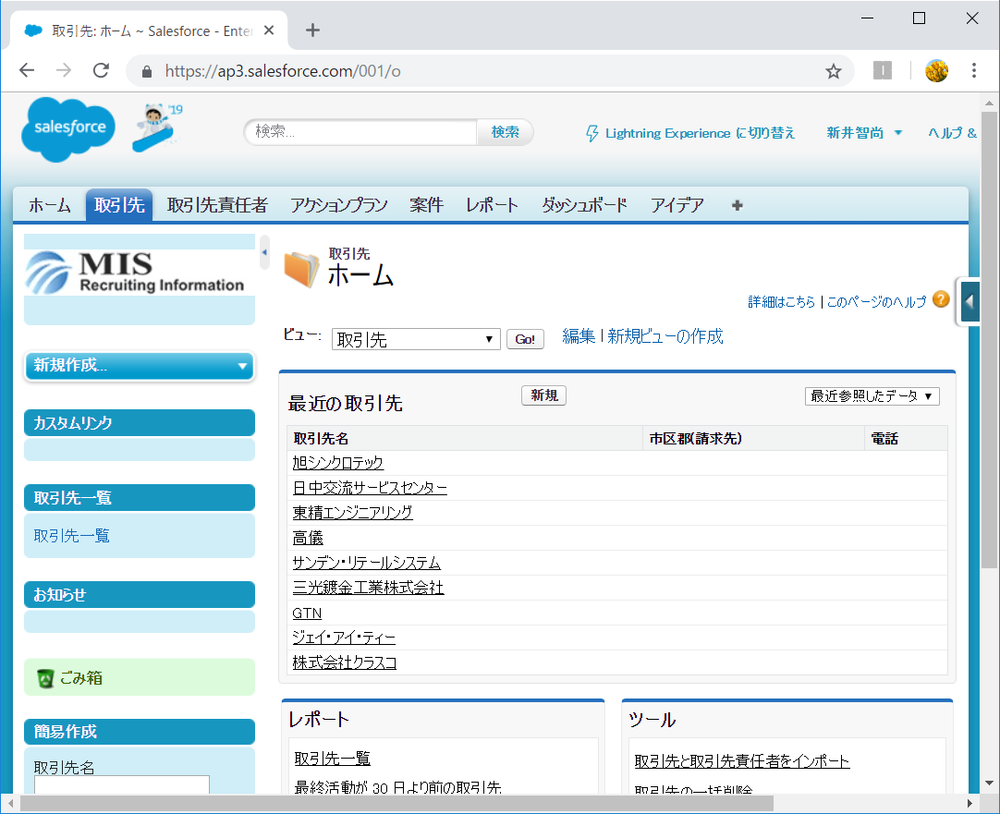 取引先: ホーム ~ Salesforce - Enter
https://ap3.salesforce.com/001/o
salesforce
'19
検索...
検索
Lightning Experience に切り替え
新井智尚
ヘルプ &
ホーム 取引先 取引先責任者 アクションプラン 案件 レポート ダッシュボード アイデア +
MIS
Recruiting Information
取引先
ホーム
詳細はこちら | このページのヘルプ ?
ビュー: 取引先 Go! 編集 | 新規ビューの作成
新規作成...
カスタムリンク
取引先一覧
取引先一覧
お知らせ
ごみ箱
簡易作成
取引先名
最近の取引先 新規 最近参照したデータ
取引先名 市区郡(請求先) 電話
旭シンクロテック
日中交流サービスセンター
東精エンジニアリング
高儀
サンデン・リテールシステム
三光鍍金工業株式会社
GTN
ジェイ・アイ・ティー
株式会社クラスコ
レポート
取引先一覧
最終活動が 30 日より前の取引先
ツール
取引先と取引先責任者をインポート
取引先の一括削除